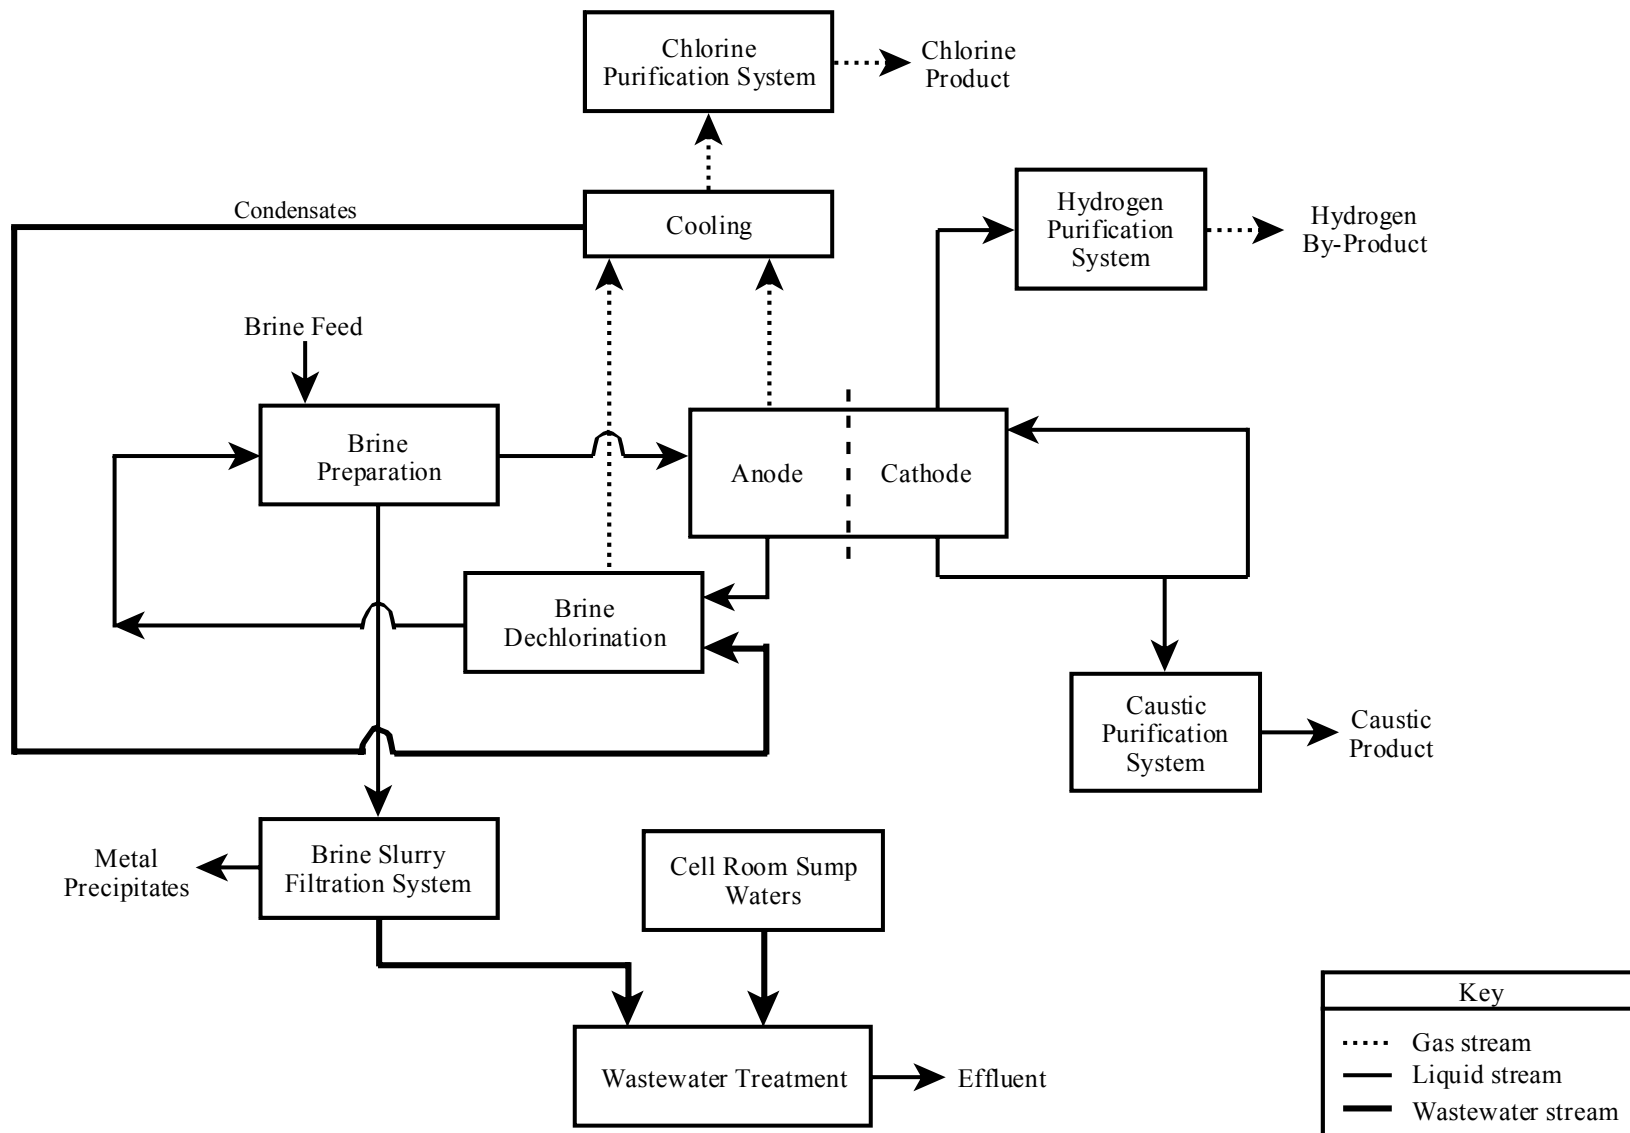 Chlorine
Purification System
Chlorine
Product
Condensates
Cooling
Hydrogen
Purification
System
Hydrogen
By-Product
Brine Feed
Brine
Preparation
Anode
Cathode
Brine
Dechlorination
Caustic
Purification
System
Caustic
Product
Metal
Precipitates
Brine Slurry
Filtration System
Cell Room Sump
Waters
Wastewater Treatment
Effluent
Key
Gas stream
Liquid stream
Wastewater stream